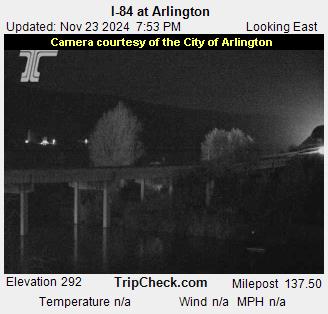 I-84 at Arlington
Updated: Nov 23 2024 7:53 PM Looking East
Camera courtesy of the City of Arlington
Elevation 292 TripCheck.com Milepost 137.50
Temperature n/a Wind n/a MPH n/a